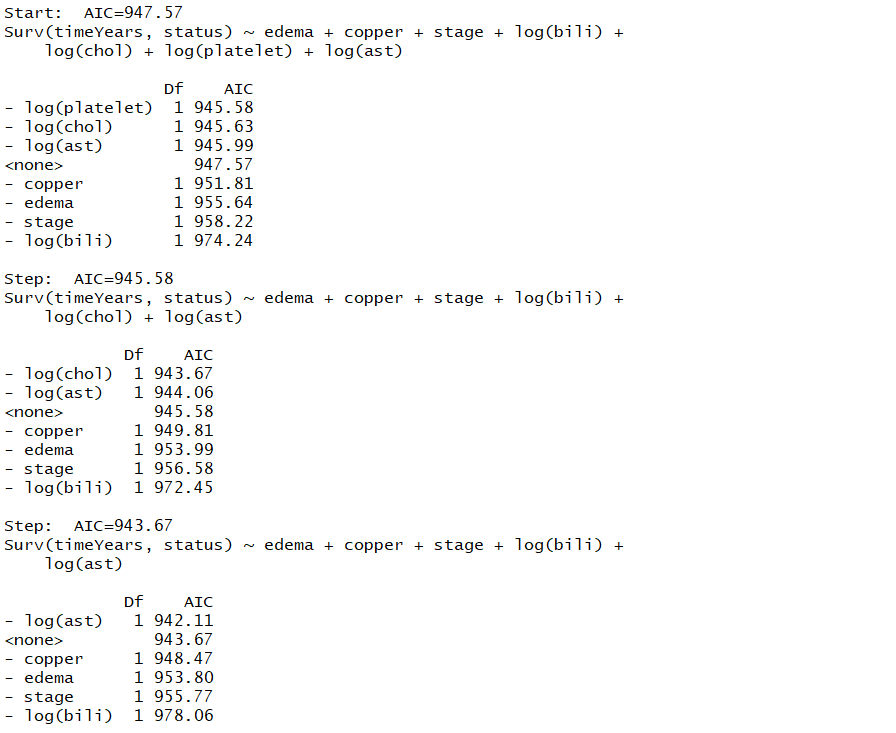 Start:  AIC=947.57
Surv(timeYears, status) ~ edema + copper + stage + log(bili) +
    log(chol) + log(platelet) + log(ast)
                Df    AIC
- log(platelet)  1 945.58
- log(chol)      1 945.63
- log(ast)       1 945.99
<none>             947.57
- copper         1 951.81
- edema          1 955.64
- stage          1 958.22
- log(bili)      1 974.24
Step:  AIC=945.58
Surv(timeYears, status) ~ edema + copper + stage + log(bili) +
    log(chol) + log(ast)
            Df    AIC
- log(chol)  1 943.67
- log(ast)   1 944.06
<none>         945.58
- copper     1 949.81
- edema      1 953.99
- stage      1 956.58
- log(bili)  1 972.45
Step:  AIC=943.67
Surv(timeYears, status) ~ edema + copper + stage + log(bili) +
    log(ast)
            Df    AIC
- log(ast)   1 942.11
<none>         943.67
- copper     1 948.47
- edema      1 953.80
- stage      1 955.77
- log(bili)  1 978.06